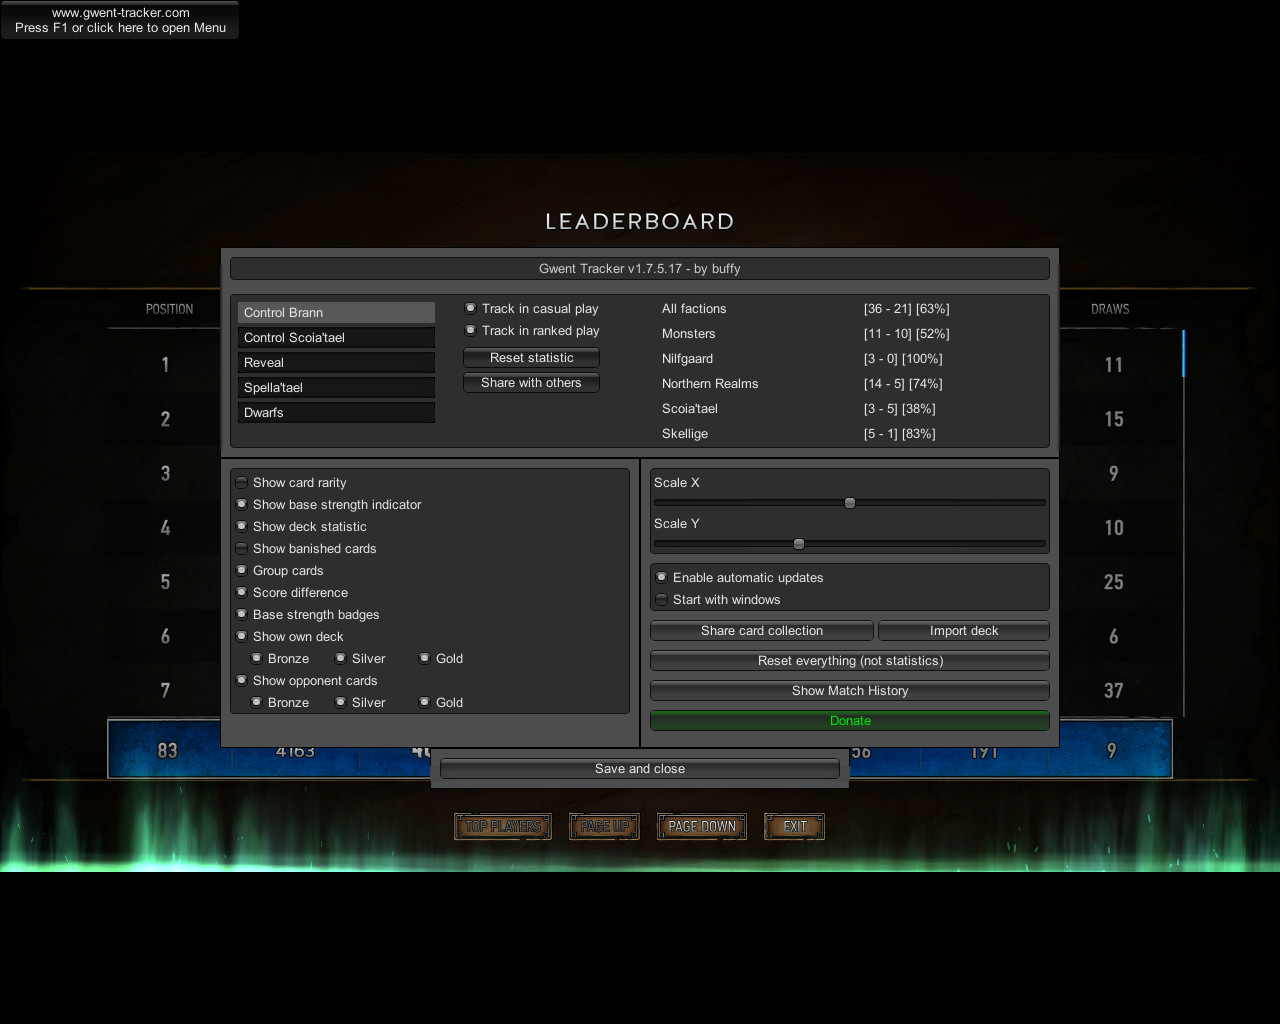 www.gwent-tracker.com
Press F1 or click here to open Menu
LEADERBOARD
Gwent Tracker v1.7.5.17 - by buffy
POSITION
DRAWS
Control Brann
Control Scoia'tael
Reveal
Spella'tael
Dwarfs
Track in casual play
Track in ranked play
Reset statistic
Share with others
All factions [36 - 21] [63%]
Monsters [11 - 10] [52%]
Nilfgaard [3 - 0] [100%]
Northern Realms [14 - 5] [74%]
Scoia'tael [3 - 5] [38%]
Skellige [5 - 1] [83%]
1 11
2 15
3 9
4 10
5 25
6 6
7 37
Show card rarity
Show base strength indicator
Show deck statistic
Show banished cards
Group cards
Score difference
Base strength badges
Show own deck
Bronze Silver Gold
Show opponent cards
Bronze Silver Gold
Scale X
Scale Y
Enable automatic updates
Start with windows
Share card collection Import deck
Reset everything (not statistics)
Show Match History
Donate
83 4163 191 9
Save and close
TOP PLAYERS PAGE UP PAGE DOWN EXIT